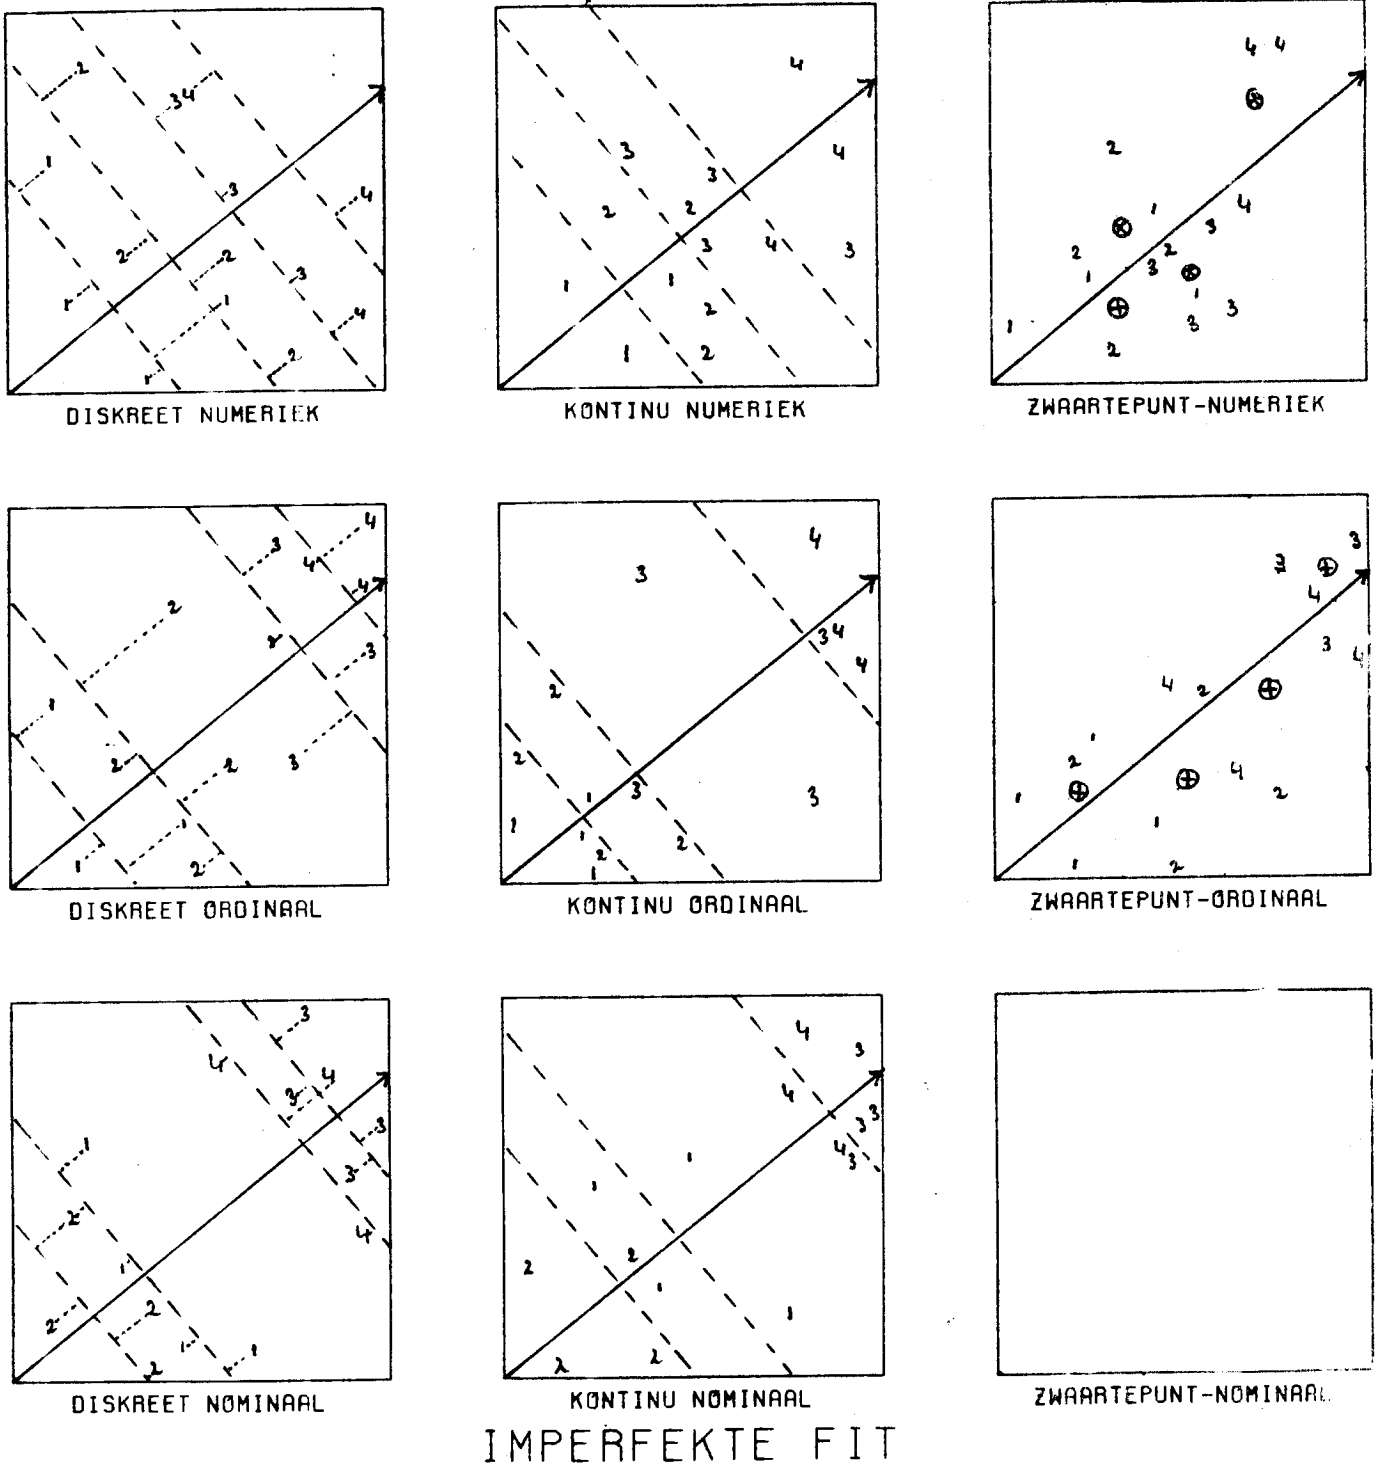 DISKREET NUMERIEK
KONTINU NUMERIEK
ZWAARTEPUNT-NUMERIEK
DISKREET ORDINAAL
KONTINU ORDINAAL
ZWAARTEPUNT-ORDINAAL
DISKREET NOMINAAL
KONTINU NOMINAAL
ZWAARTEPUNT-NOMINAAL
IMPERFEKTE FIT